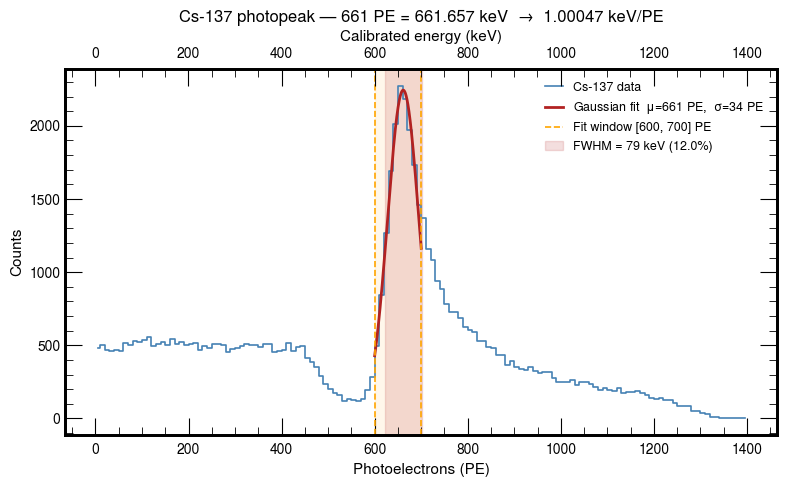 Cs-137 photopeak — 661 PE = 661.657 keV → 1.00047 keV/PE
Calibrated energy (keV)
0 200 400 600 800 1000 1200 1400
Cs-137 data
Gaussian fit μ=661 PE, σ=34 PE
Fit window [600, 700] PE
FWHM = 79 keV (12.0%)
Counts
2000
1500
1000
500
0
0 200 400 600 800 1000 1200 1400
Photoelectrons (PE)